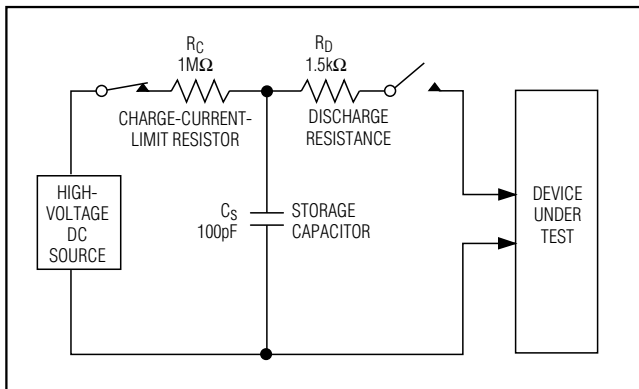 R_C
1MΩ
CHARGE-CURRENT-
LIMIT RESISTOR
R_D
1.5kΩ
DISCHARGE
RESISTANCE
HIGH-
VOLTAGE
DC
SOURCE
C_S
100pF
STORAGE
CAPACITOR
DEVICE
UNDER
TEST